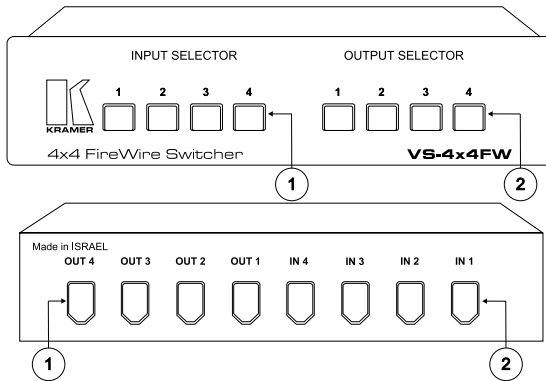 INPUT SELECTOR OUTPUT SELECTOR
1 2 3 4 1 2 3 4
K
KRAMER
4x4 FireWire Switcher VS-4x4FW
1 2
Made in ISRAEL
OUT 4 OUT 3 OUT 2 OUT 1 IN 4 IN 3 IN 2 IN 1
1 2